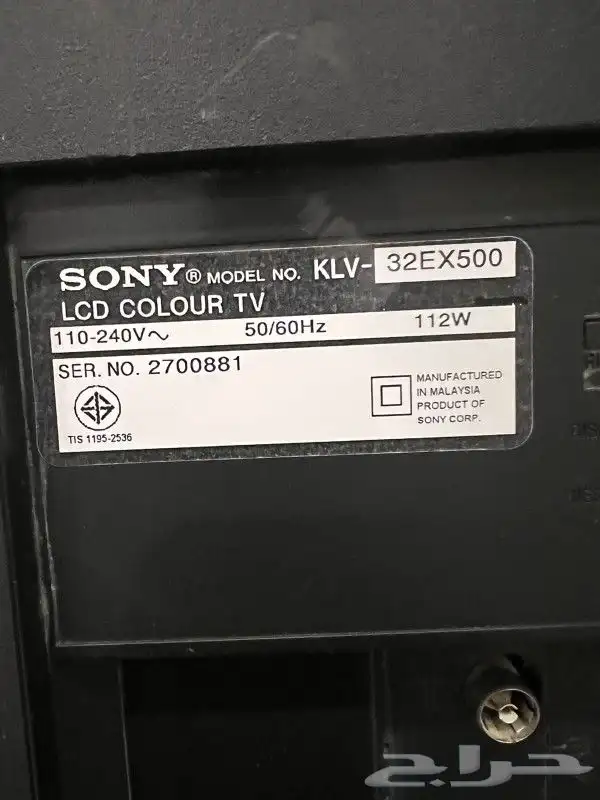 SONY® MODEL NO. KLV-32EX500
LCD COLOUR TV
110-240V~ 50/60Hz 112W
SER. NO. 2700881
TIS 1195-2536
MANUFACTURED
IN MALAYSIA
PRODUCT OF
SONY CORP.
حراج